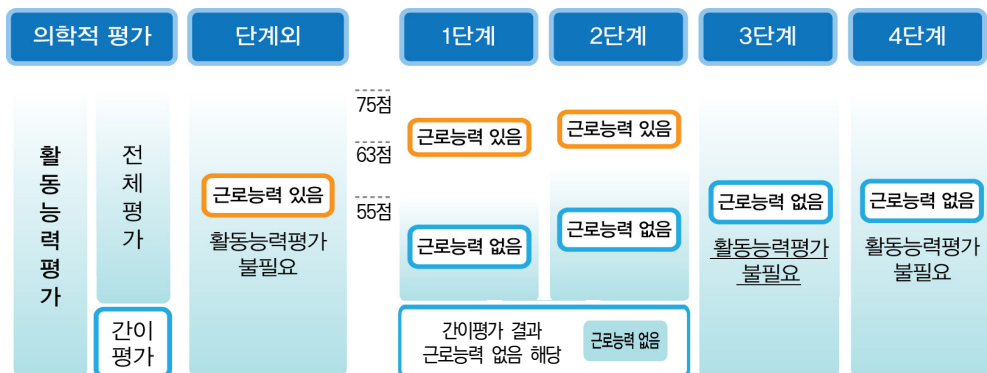 의학적 평가
단계외
1단계
2단계
3단계
4단계
활동능력평가
전체평가
간이
평가
근로능력 있음
활동능력평가
불필요
75점
63점
55점
근로능력 있음
근로능력 없음
근로능력 있음
근로능력 없음
간이평가 결과
근로능력 없음 해당
근로능력 없음
근로능력 없음
활동능력평가
불필요
근로능력 없음
활동능력평가
불필요